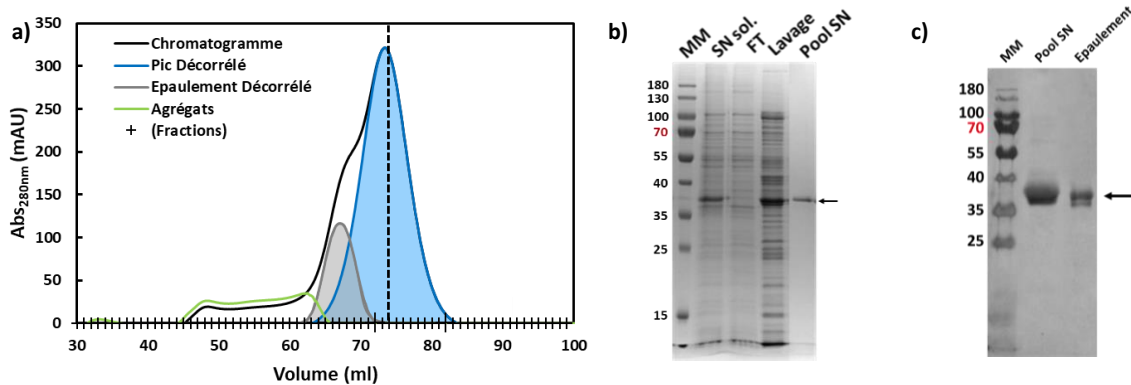 a)
350
300
250
200
150
100
50
0
Abs280nm (mAU)
Chromatogramme
Pic Décorrélé
Epaulement Décorrélé
Agrégats
(Fractions)
30 40 50 60 70 80 90 100
Volume (ml)
b)
MM SN sol. FT Lavage Pool SN
180
130
100
70
55
40
35
25
15
c)
MM Pool SN Epaulement
180
100
70
55
40
35
25